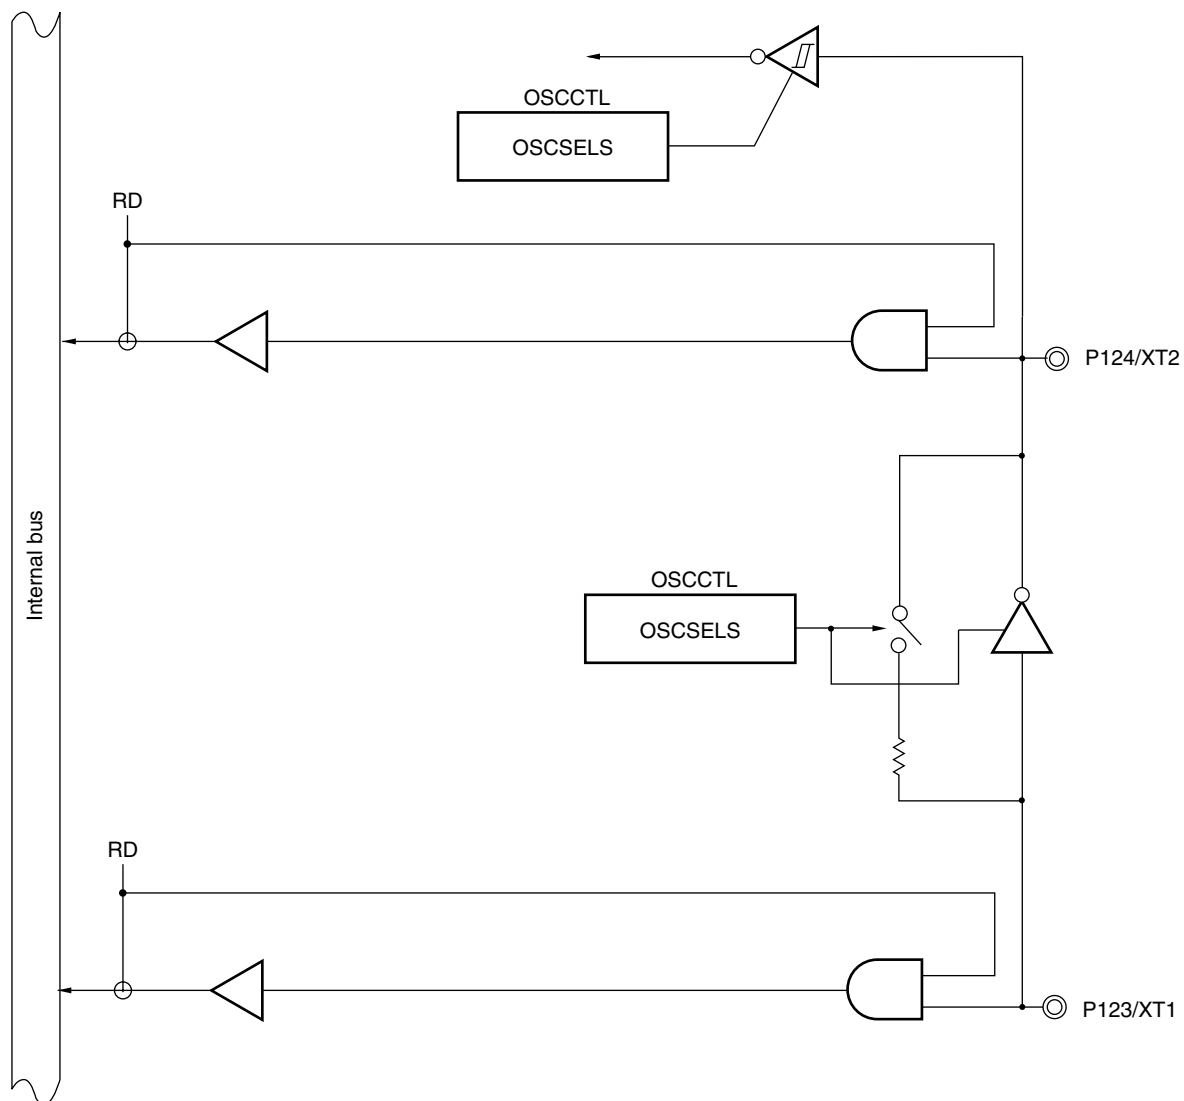 OSCCTL
OSCSELS
RD
P124/XT2
Internal bus
OSCCTL
OSCSELS
RD
P123/XT1